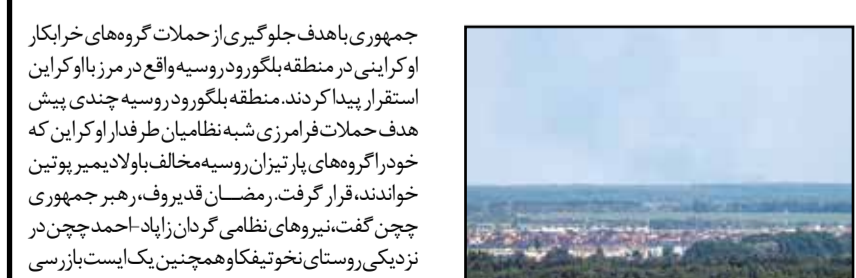 جمهوری با هدف جلوگیری از حملات گروه‌های خرابکار
اوکراینی در منطقه بلگورود روسیه واقع در مرز با اوکراین
استقرار پیدا کردند. منطقه بلگورود روسیه چندی پیش
هدف حملات فرامرزی شبه نظامیان طرفدار اوکراین که
خود را گروه‌های پارتیزان روسیه مخالف با ولادیمیر پوتین
خواندند، قرار گرفت. رمضان قدیروف، رهبر جمهوری
چچن گفت، نیروهای نظامی گردان زاپاد-احمد چچن در
نزدیکی روستای نخوتیفکا و همچنین یک ایست بازرسی